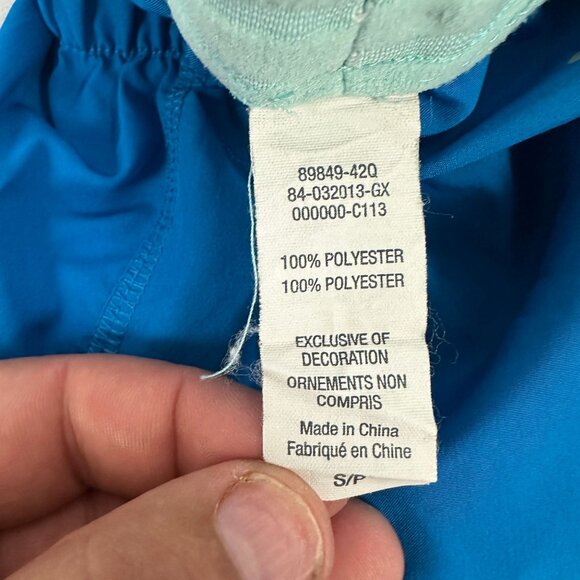 89849-42Q
84-032013-GX
000000-C113
100% POLYESTER
100% POLYESTER
EXCLUSIVE OF
DECORATION
ORNEMENTS NON
COMPRIS
Made in China
Fabriqué en Chine
S/P